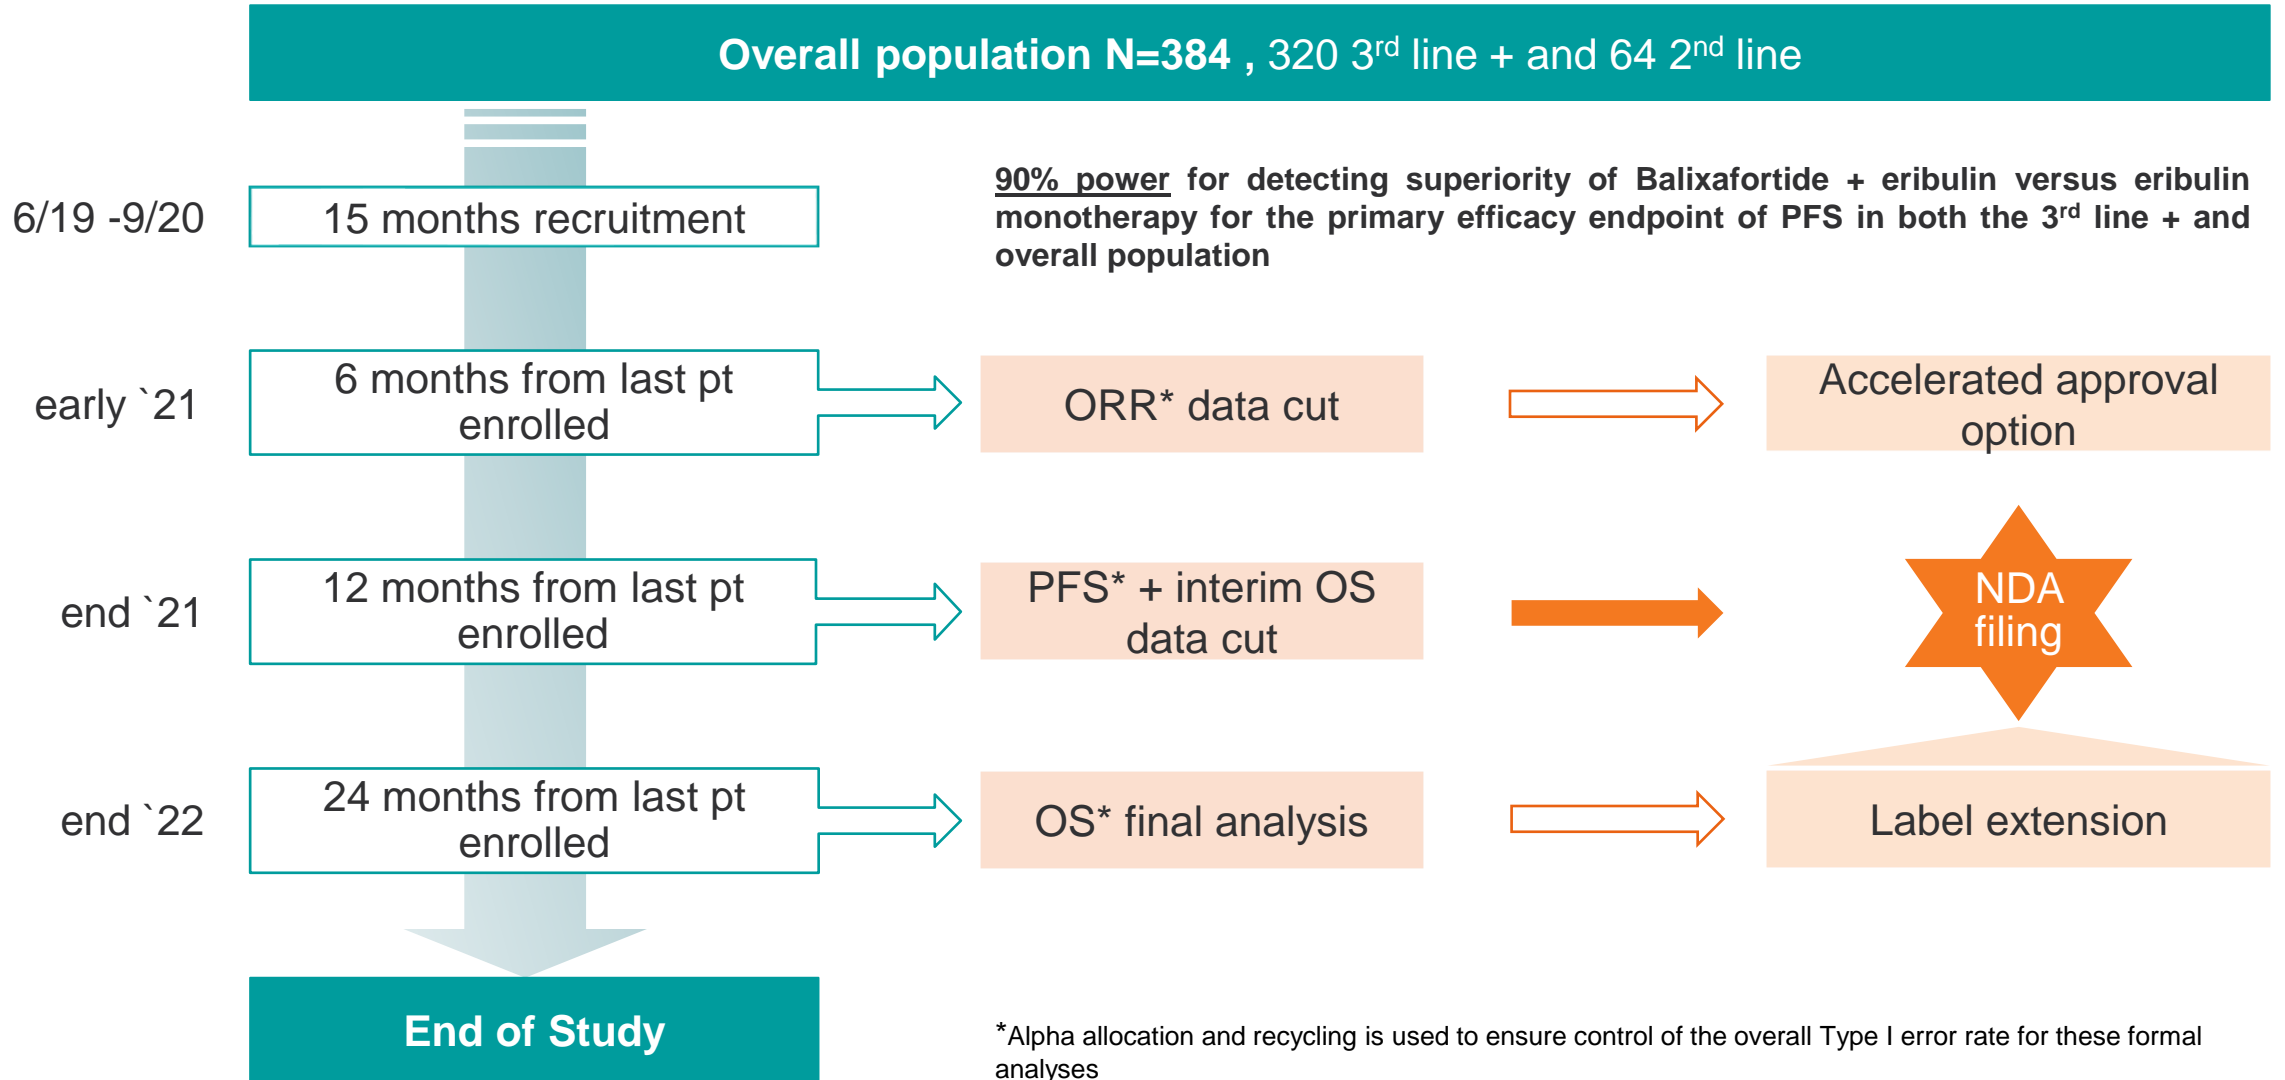 Overall population N=384 , 320 3rd line + and 64 2nd line
6/19 -9/20
15 months recruitment
90% power for detecting superiority of Balixafortide + eribulin versus eribulin
monotherapy for the primary efficacy endpoint of PFS in both the 3rd line + and
overall population
early `21
6 months from last pt
enrolled
ORR* data cut
Accelerated approval
option
end `21
12 months from last pt
enrolled
PFS* + interim OS
data cut
NDA
filing
end `22
24 months from last pt
enrolled
OS* final analysis
Label extension
End of Study
*Alpha allocation and recycling is used to ensure control of the overall Type I error rate for these formal
analyses